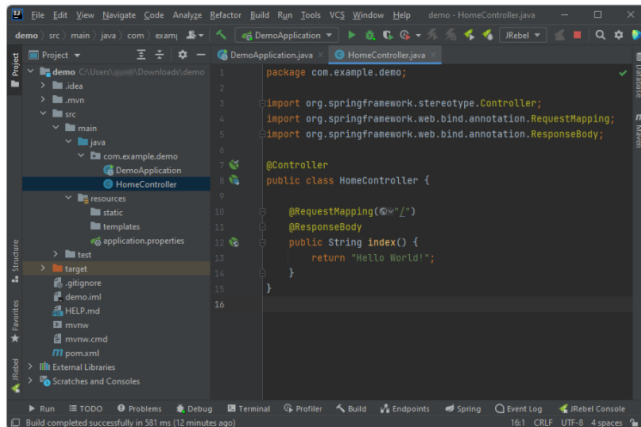 File Edit View Navigate Code Analyze Refactor Build Run Tools VCS Window Help demo - HomeController.java
demo src main java com examp DemoApplication JRebel
Project
DemoApplication.java HomeController.java
demo C:\Users\ \Downloads\demo
.idea
.mvn
src
main
java
com.example.demo
DemoApplication
HomeController
resources
static
templates
application.properties
test
target
.gitignore
demo.iml
HELP.md
mvnw
mvnw.cmd
pom.xml
External Libraries
Scratches and Consoles
1 package com.example.demo;
2
3 import org.springframework.stereotype.Controller;
4 import org.springframework.web.bind.annotation.RequestMapping;
5 import org.springframework.web.bind.annotation.ResponseBody;
6
7 @Controller
8 public class HomeController {
9
10 @RequestMapping("/")
11 @ResponseBody
12 public String index() {
13 return "Hello World!";
14 }
15 }
16
Project
Structure
Favorites
JRebel
Database
Maven
Run TODO Problems Debug Terminal Profiler Build Endpoints Spring Event Log JRebel Console
Build completed successfully in 581 ms (12 minutes ago) 16:1 CRLF UTF-8 4 spaces